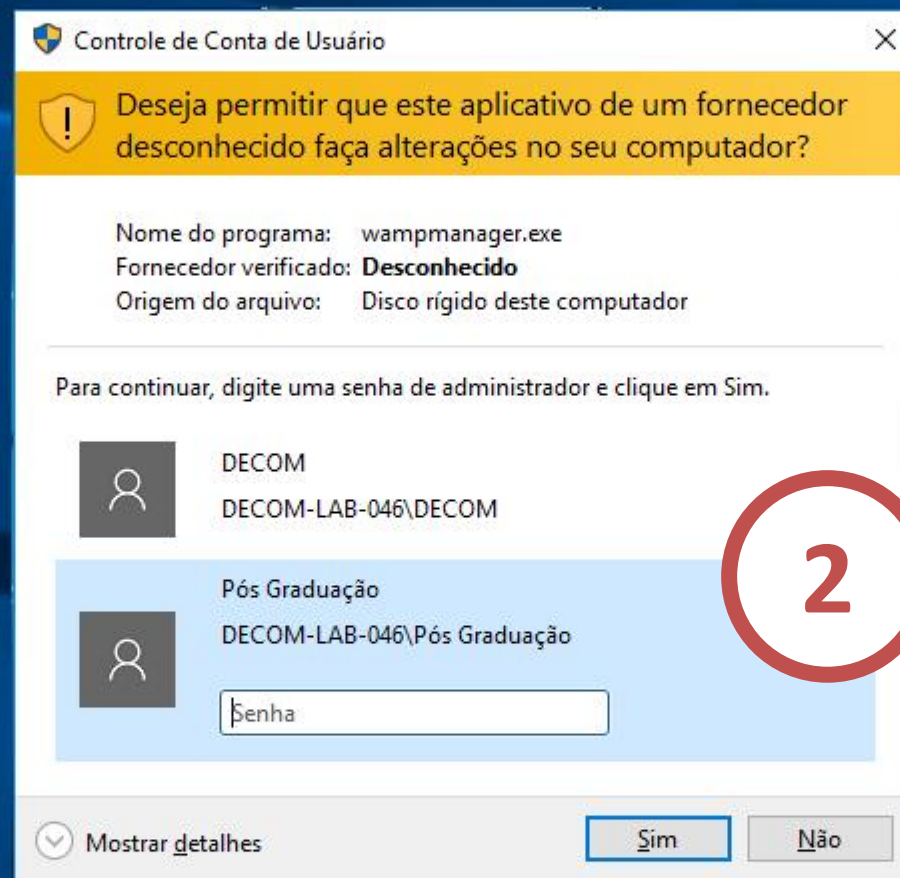 Controle de Conta de Usuário
Deseja permitir que este aplicativo de um fornecedor
desconhecido faça alterações no seu computador?
Nome do programa: wampmanager.exe
Fornecedor verificado: Desconhecido
Origem do arquivo: Disco rígido deste computador
Para continuar, digite uma senha de administrador e clique em Sim.
DECOM
DECOM-LAB-046\DECOM
Pós Graduação
DECOM-LAB-046\Pós Graduação
2
Senha
Mostrar detalhes
Sim
Não